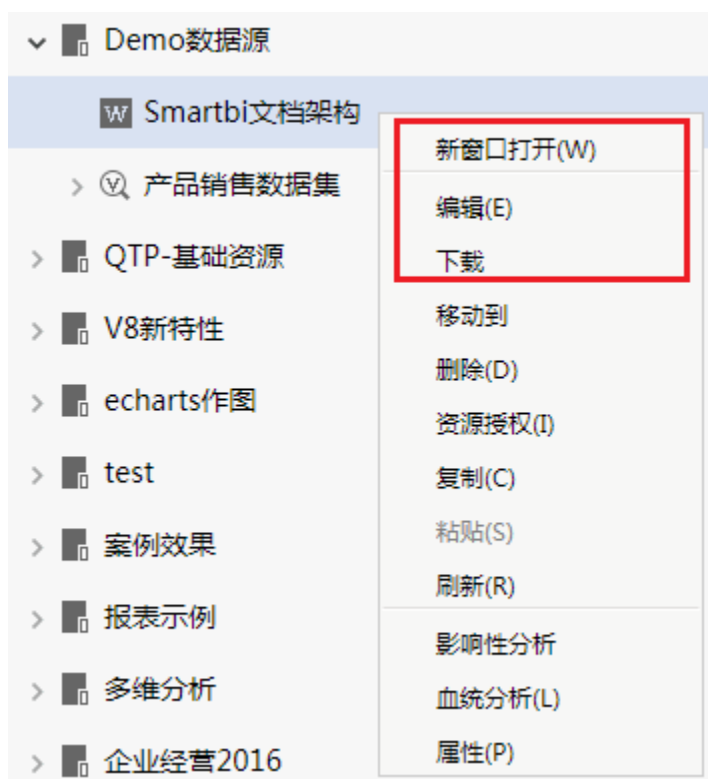 Demo数据源
Smartbi文档架构
产品销售数据集
QTP-基础资源
V8新特性
echarts作图
test
案例效果
报表示例
多维分析
企业经营2016
新窗口打开(W)
编辑(E)
下载
移动到
删除(D)
资源授权(I)
复制(C)
粘贴(S)
刷新(R)
影响性分析
血统分析(L)
属性(P)